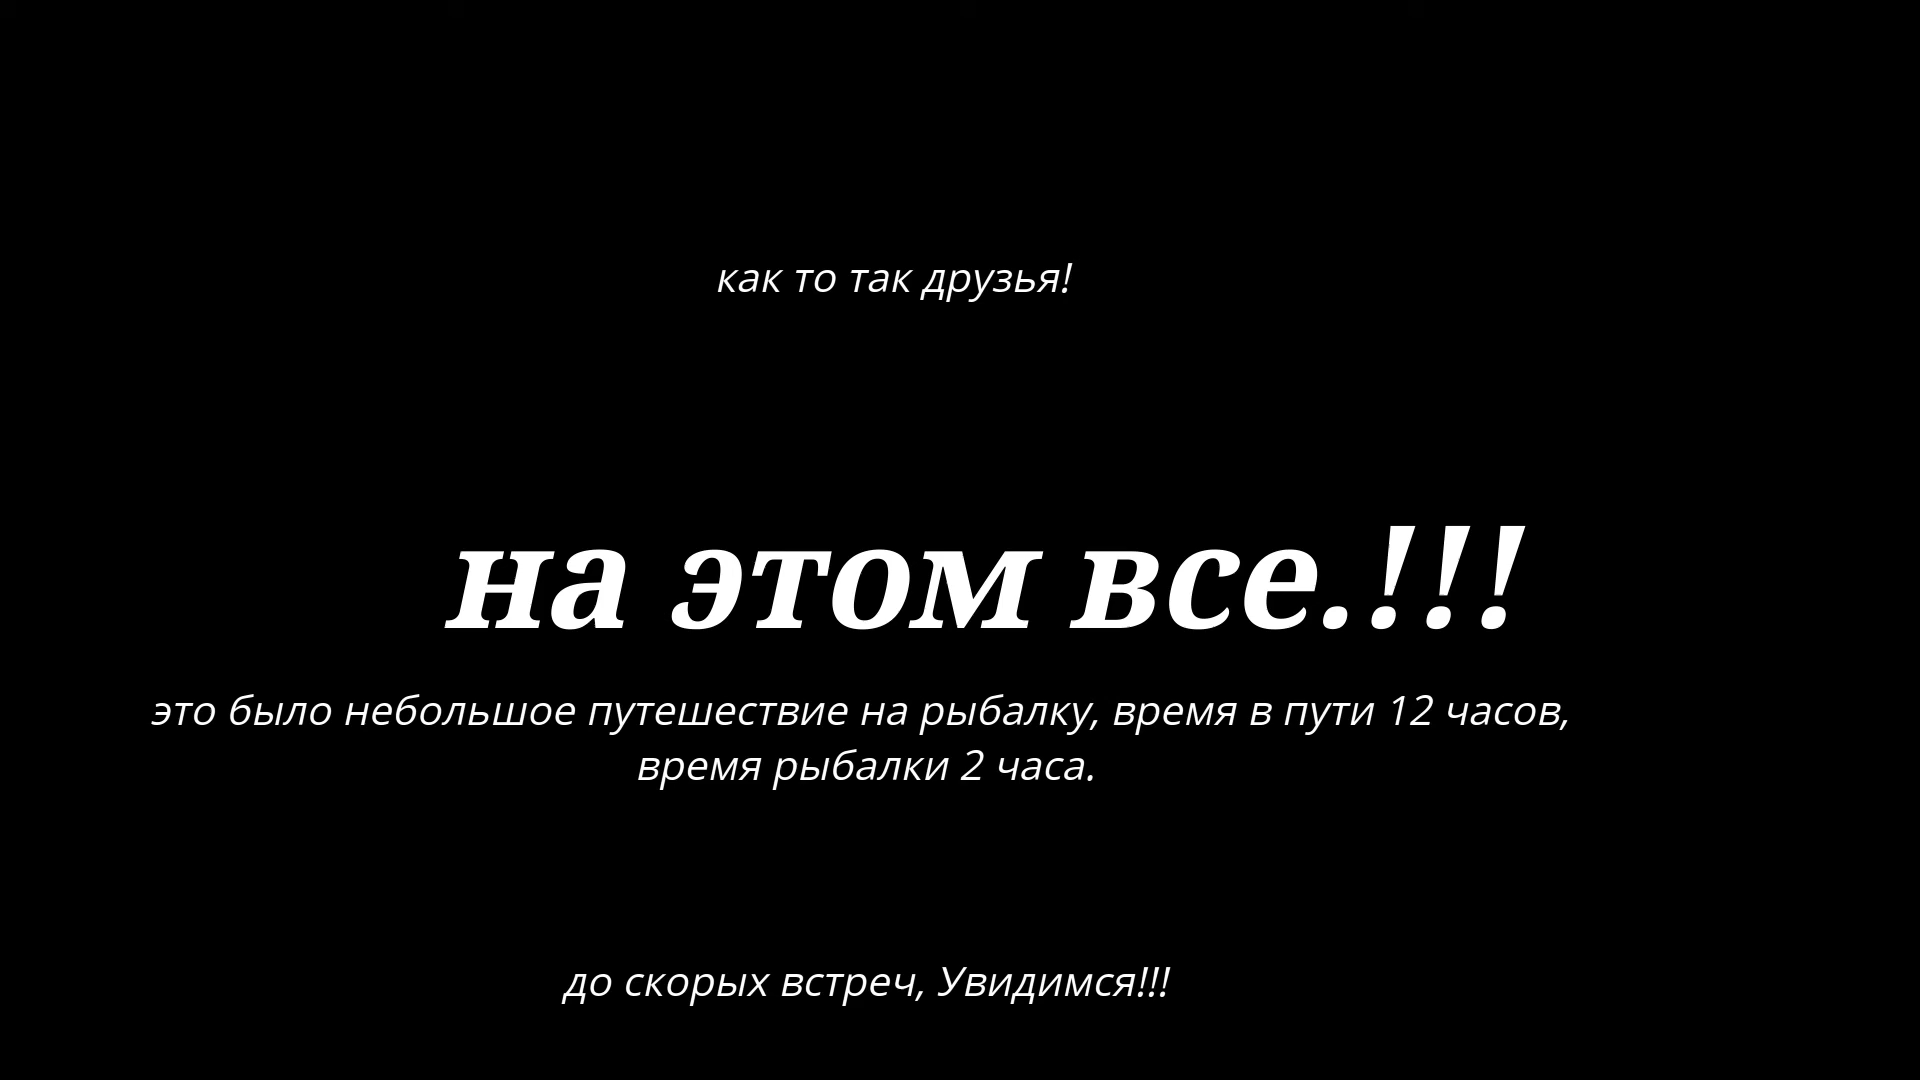 как то так друзья!
на этом все.!!!
это было небольшое путешествие на рыбалку, время в пути 12 часов,
время рыбалки 2 часа.
до скорых встреч, Увидимся!!!